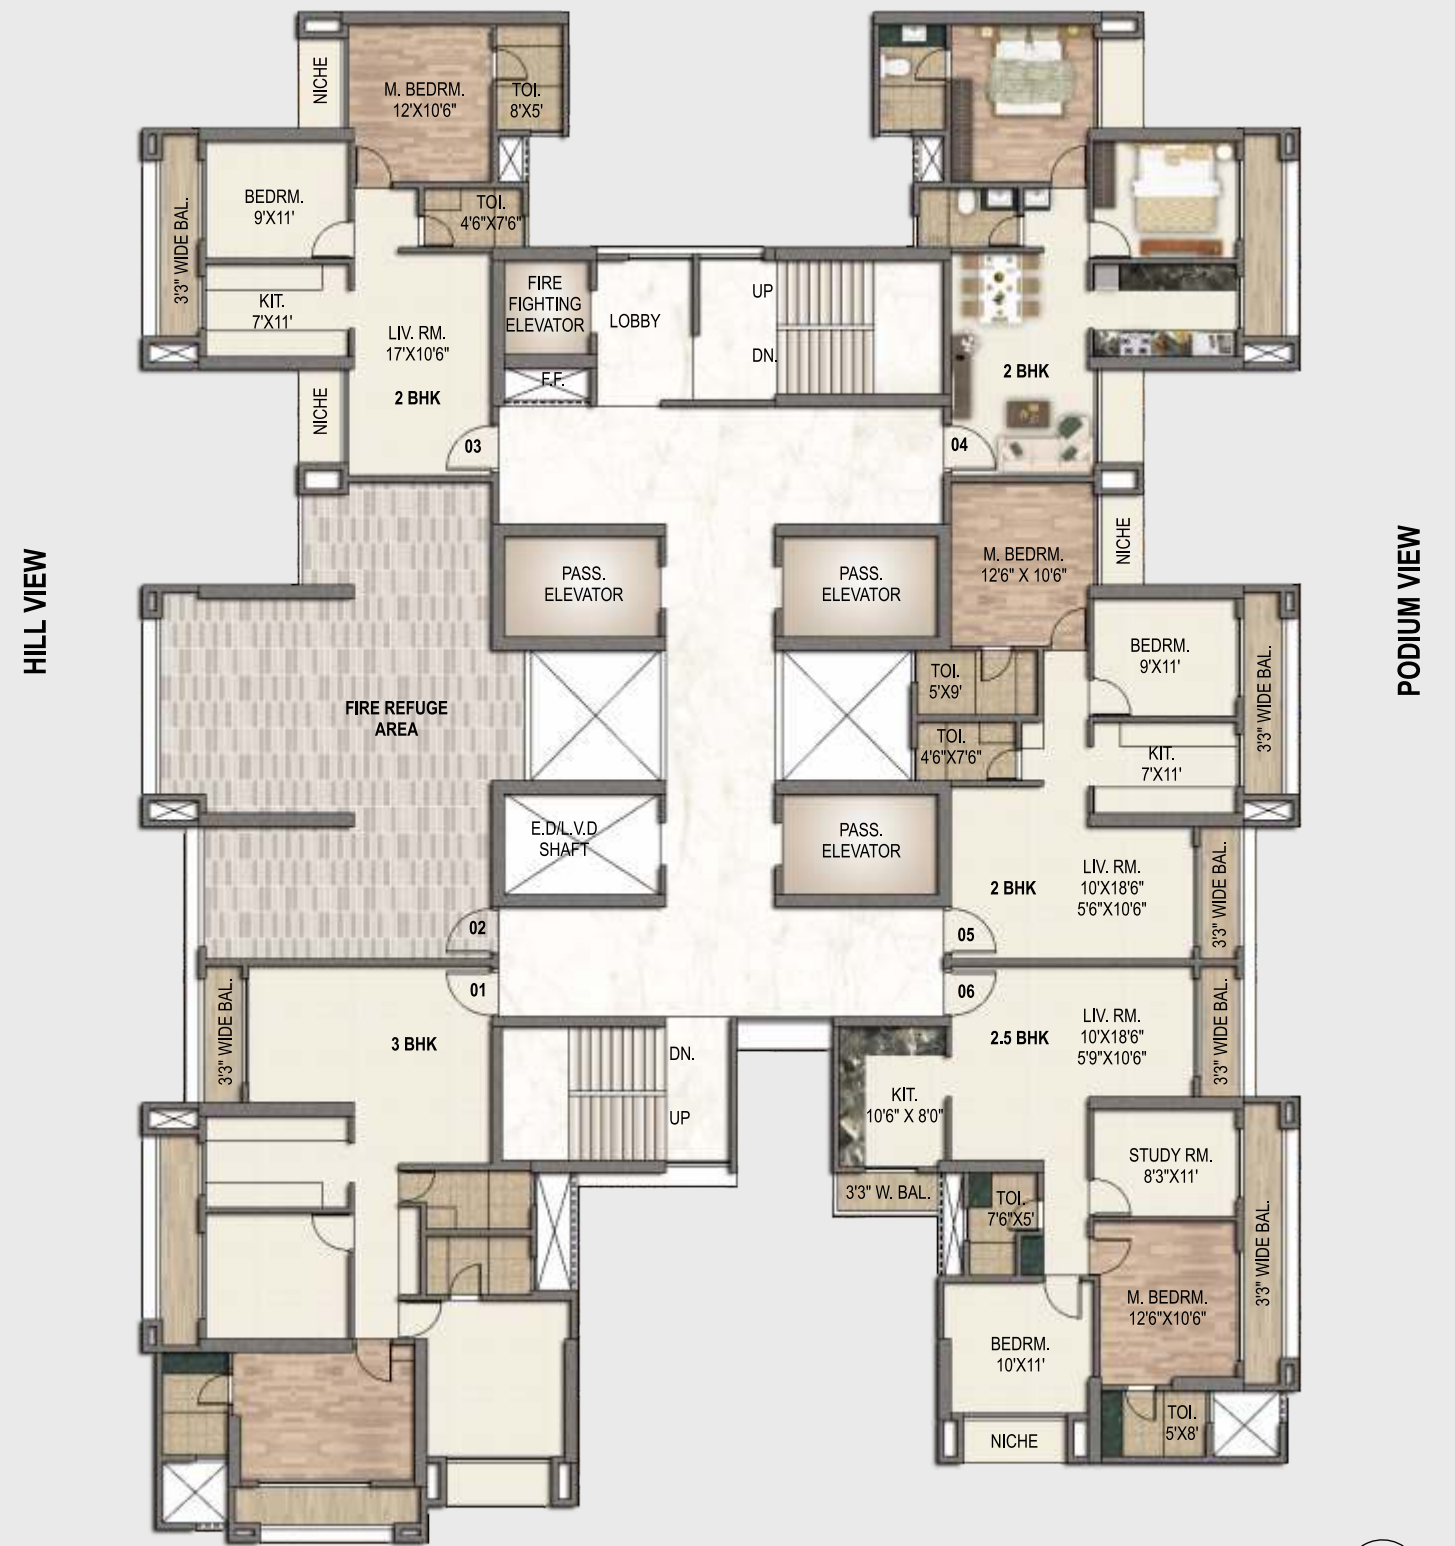 NICHE
M. BEDRM.
12'X10'6"
TOI.
8'X5'
BEDRM.
9'X11'
TOI.
4'6"X7'6"
3'3" WIDE BAL.
KIT.
7'X11'
LIV. RM.
17'X10'6"
2 BHK
NICHE
03
FIRE
FIGHTING
ELEVATOR
F.F.
LOBBY
UP
DN.
2 BHK
04
HILL VIEW
PODIUM VIEW
PASS.
ELEVATOR
PASS.
ELEVATOR
M. BEDRM.
12'6" X 10'6"
NICHE
BEDRM.
9'X11'
3'3" WIDE BAL.
TOI.
5'X9'
TOI.
4'6"X7'6"
KIT.
7'X11'
FIRE REFUGE
AREA
E.D/L.V.D
SHAFT
PASS.
ELEVATOR
2 BHK
LIV. RM.
10'X18'6"
5'6"X10'6"
3'3" WIDE BAL.
02
05
01
06
3'3" WIDE BAL.
3 BHK
DN.
UP
2.5 BHK
LIV. RM.
10'X18'6"
5'9"X10'6"
3'3" WIDE BAL.
KIT.
10'6" X 8'0"
3'3" W. BAL.
STUDY RM.
8'3"X11'
TOI.
7'6"X5'
3'3" WIDE BAL.
M. BEDRM.
12'6"X10'6"
BEDRM.
10'X11'
TOI.
5'X8'
NICHE